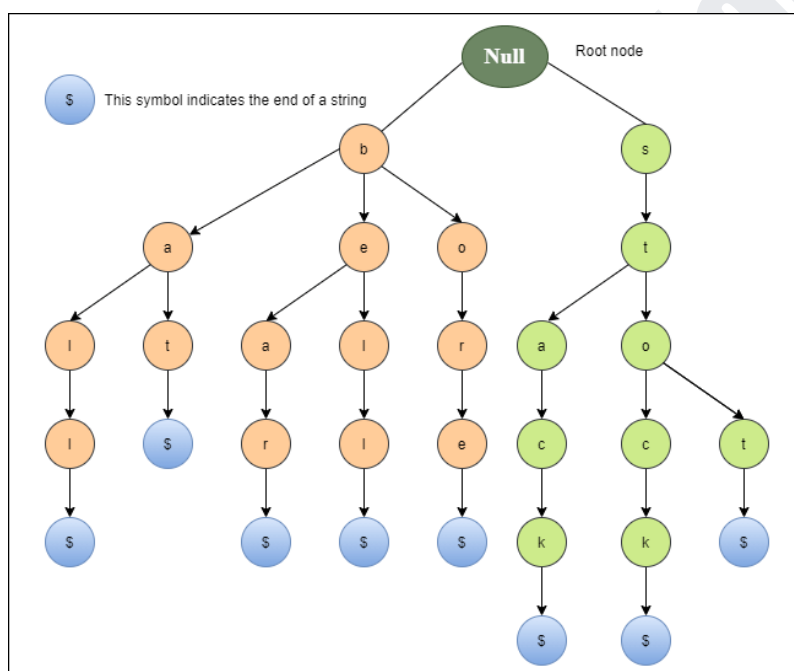 Null
Root node
$
This symbol indicates the end of a string
b
s
a
e
o
t
l
t
a
l
r
a
o
l
$
r
l
e
c
c
t
$
$
$
$
k
k
$
$
$